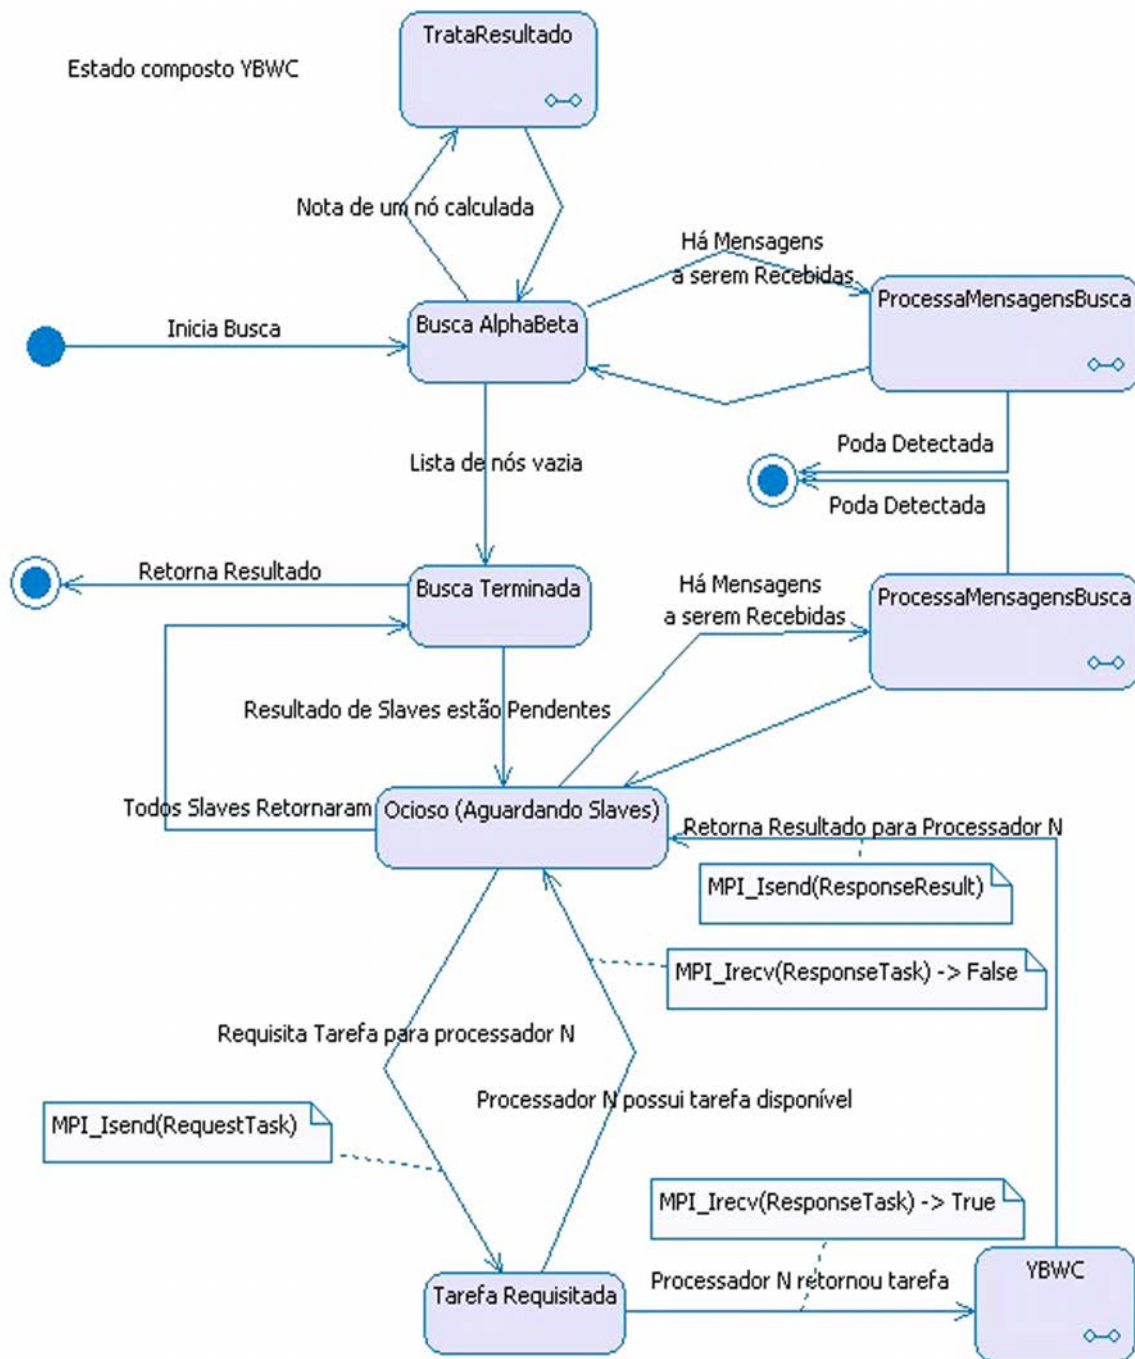 TrataResultado
Estado composto YBWC
Nota de um nó calculada
Há Mensagens
a serem Recebidas
ProcessaMensagensBusca
Inicia Busca
Busca AlphaBeta
Poda Detectada
Lista de nós vazia
Poda Detectada
Retorna Resultado
Busca Terminada
Há Mensagens
a serem Recebidas
ProcessaMensagensBusca
Resultado de Slaves estão Pendentes
Todos Slaves Retornaram
Ocioso (Aguardando Slaves)
Retorna Resultado para Processador N
MPI_Isend(ResponseResult)
MPI_Irecv(ResponseTask) -> False
Requisita Tarefa para processador N
Processador N possui tarefa disponível
MPI_Isend(RequestTask)
MPI_Irecv(ResponseTask) -> True
Processador N retornou tarefa
Tarefa Requisitada
YBWC